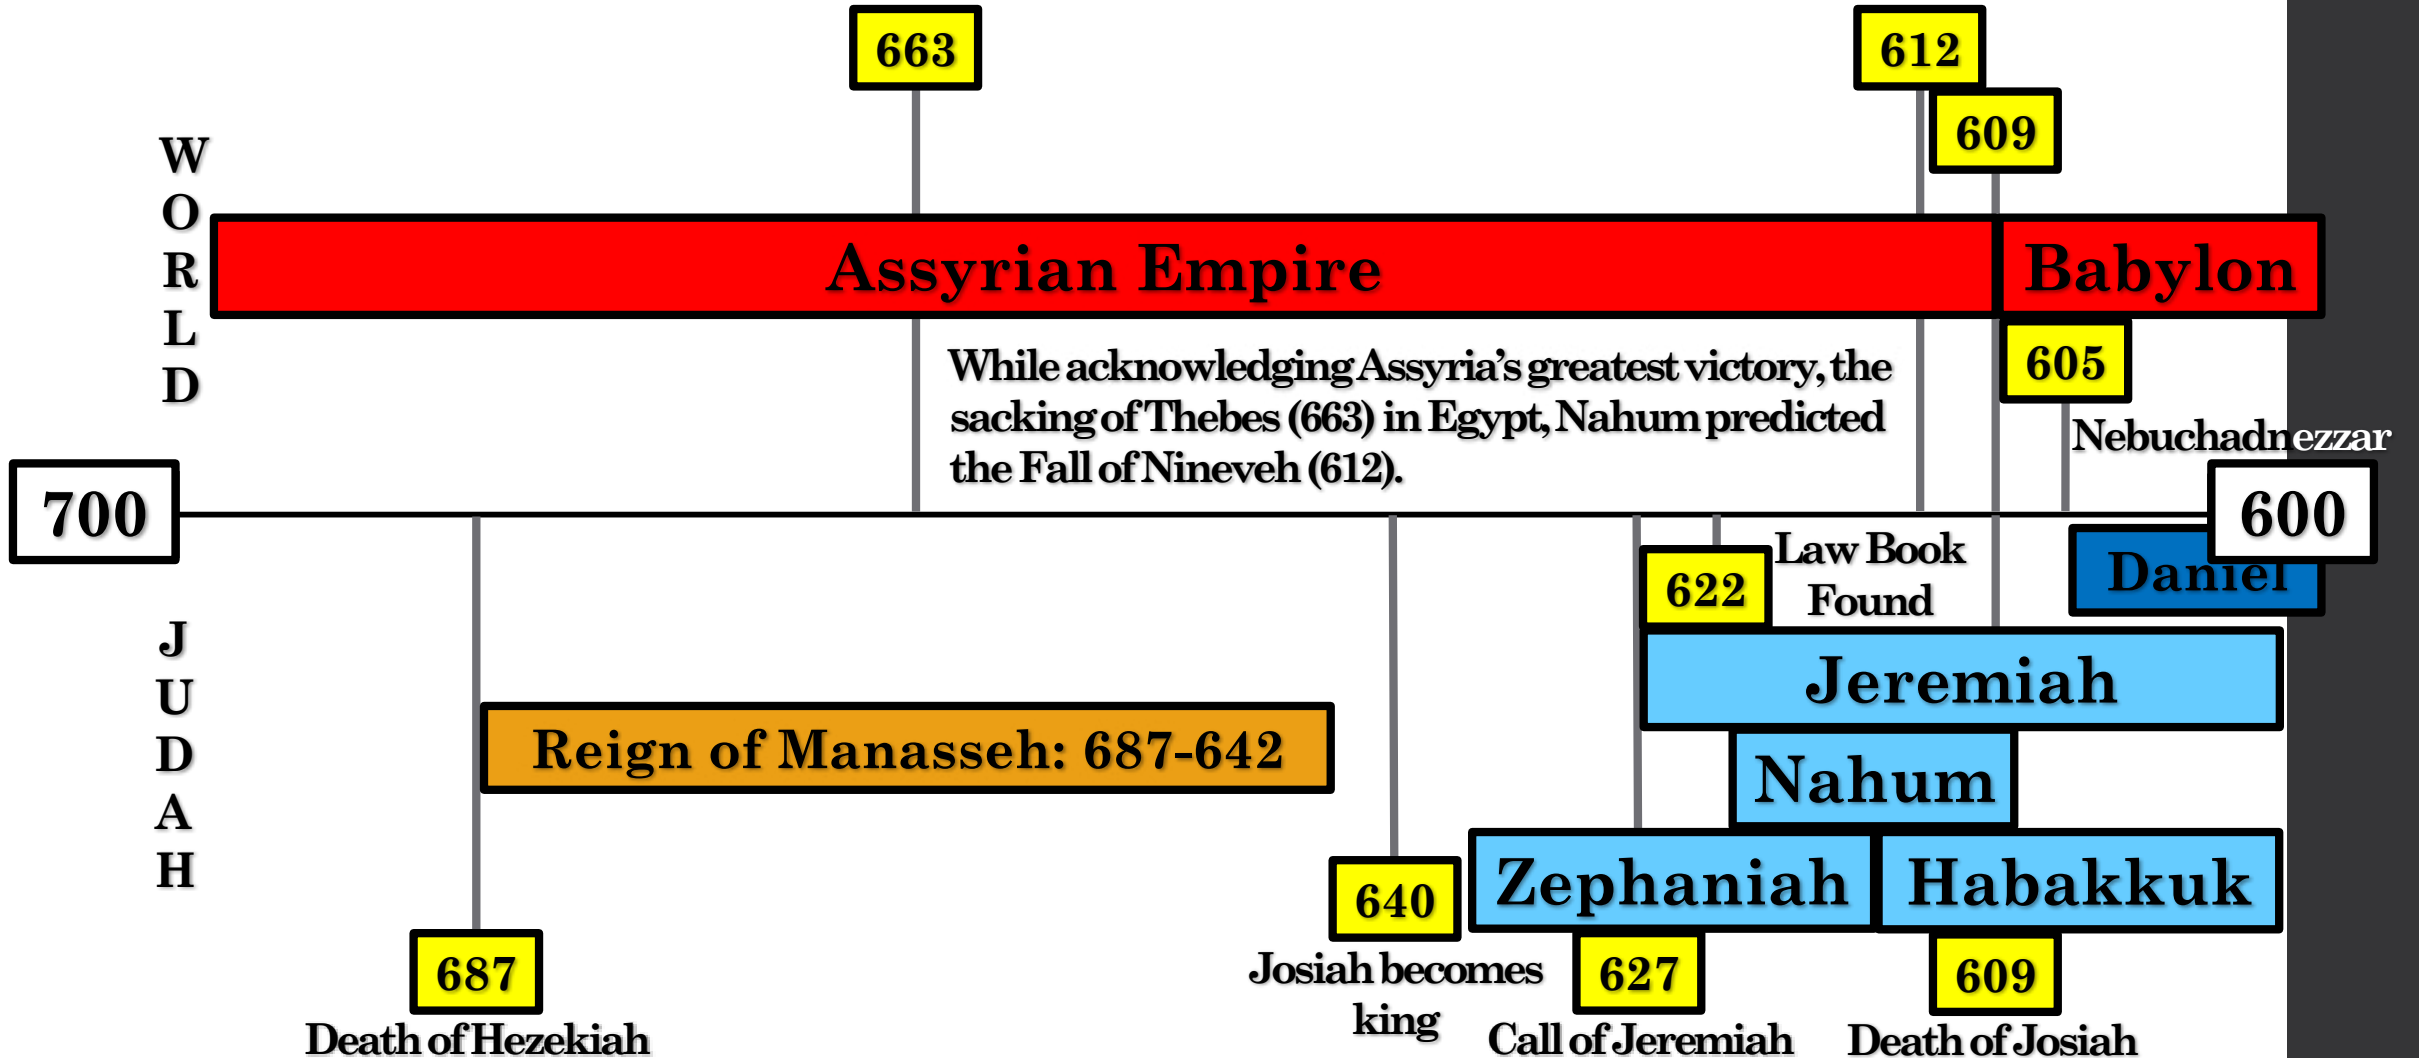 663
612
609
WORLD
Assyrian Empire
Babylon
605
While acknowledging Assyria’s greatest victory, the
sacking of Thebes (663) in Egypt, Nahum predicted
the Fall of Nineveh (612).
Nebuchadnezzar
700
600
JUDAH
622
Law Book
Found
Daniel
Jeremiah
Reign of Manasseh: 687-642
Nahum
Zephaniah
Habakkuk
640
Josiah becomes
king
687
Death of Hezekiah
627
Call of Jeremiah
609
Death of Josiah